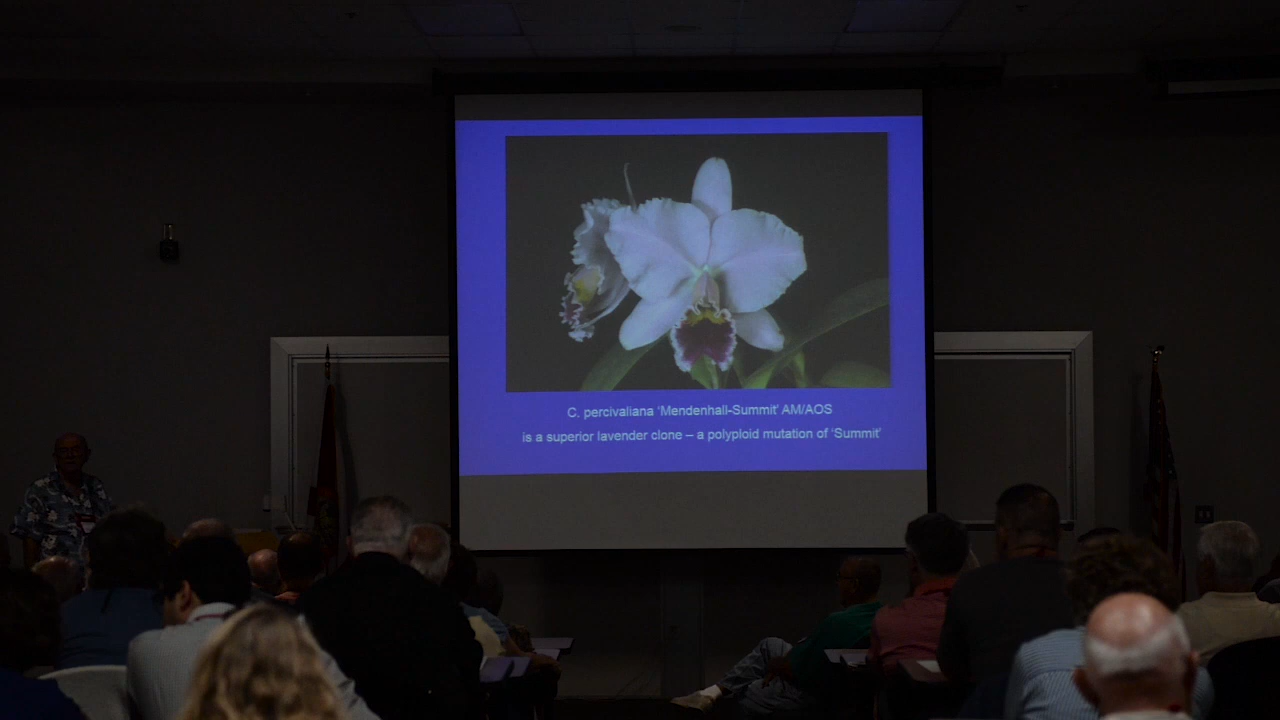 C. percivaliana ‘Mendenhall-Summit’ AM/AOS
is a superior lavender clone – a polyploid mutation of ‘Summit’